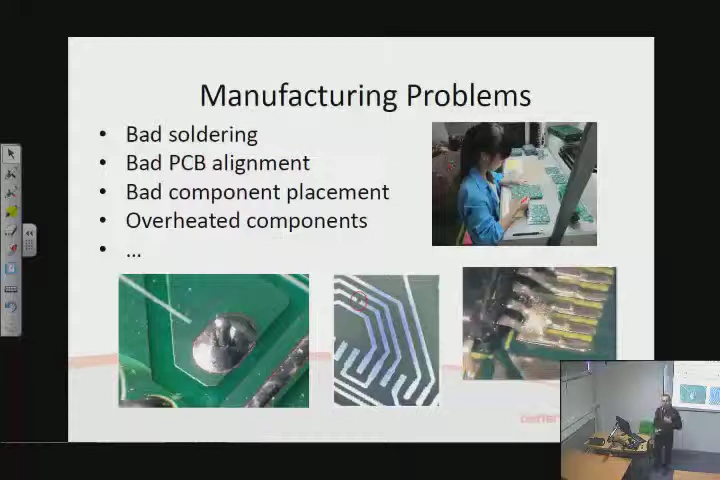 Manufacturing Problems
• Bad soldering
• Bad PCB alignment
• Bad component placement
• Overheated components
• ...